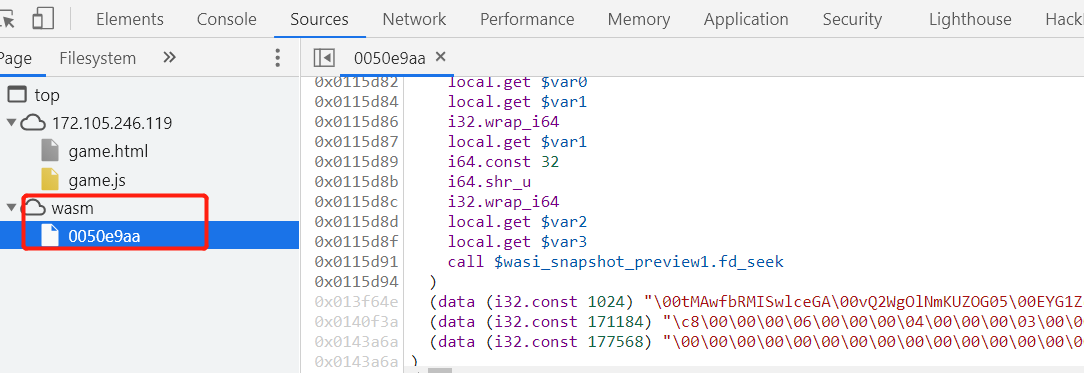 Elements Console Sources Network Performance Memory Application Security Lighthouse
Page Filesystem »
0050e9aa ×
top
172.105.246.119
game.html
game.js
wasm
0050e9aa
0x0115d82 local.get $var0
0x0115d84 local.get $var1
0x0115d86 i32.wrap_i64
0x0115d87 local.get $var1
0x0115d89 i64.const 32
0x0115d8b i64.shr_u
0x0115d8c i32.wrap_i64
0x0115d8d local.get $var2
0x0115d8f local.get $var3
0x0115d91 call $wasi_snapshot_preview1.fd_seek
0x0115d94 )
0x013f64e (data (i32.const 1024) "\00tMAwfbRMISwlceGA\00vQ2WgOlNmKUZOG05\00EYG1Z
0x0140f3a (data (i32.const 171184) "\c8\00\00\00\06\00\00\00\04\00\00\00\03\00\0
0x0143a6a (data (i32.const 177568) "\00\00\00\00\00\00\00\00\00\00\00\00\00\00\0
0x0143a6a )